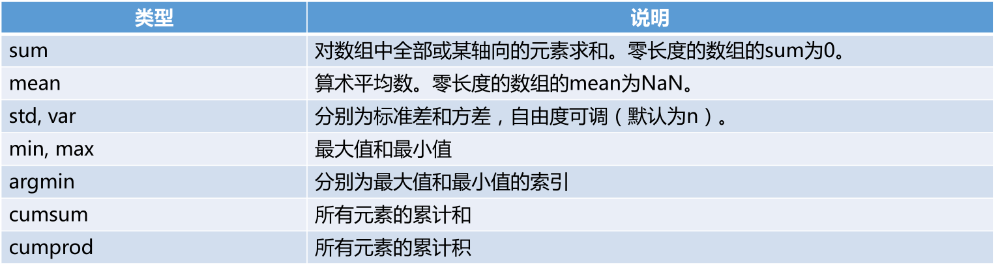 类型 说明
sum 对数组中全部或某轴向的元素求和。零长度的数组的sum为0。
mean 算术平均数。零长度的数组的mean为NaN。
std, var 分别为标准差和方差，自由度可调（默认为n）。
min, max 最大值和最小值
argmin 分别为最大值和最小值的索引
cumsum 所有元素的累计和
cumprod 所有元素的累计积